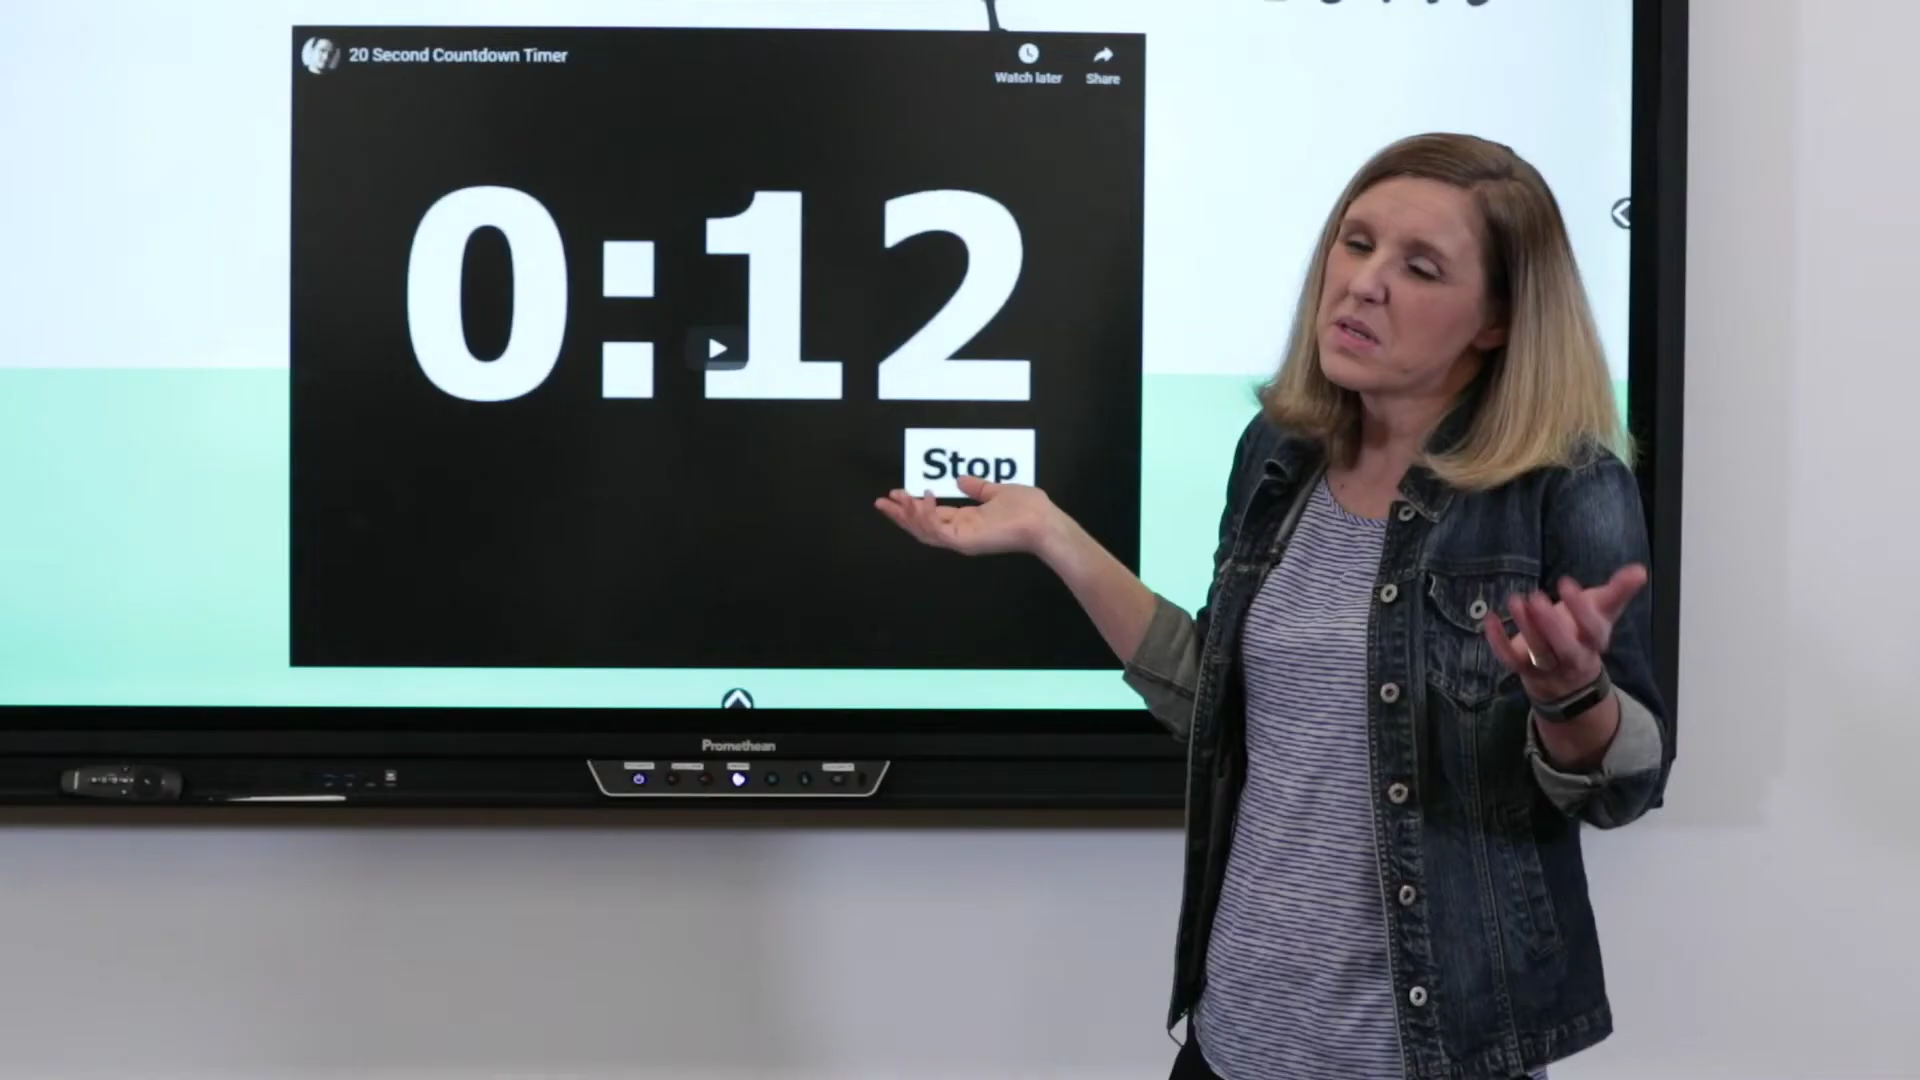 20 Second Countdown Timer
Watch later
Share
0:12
Stop
Promethean